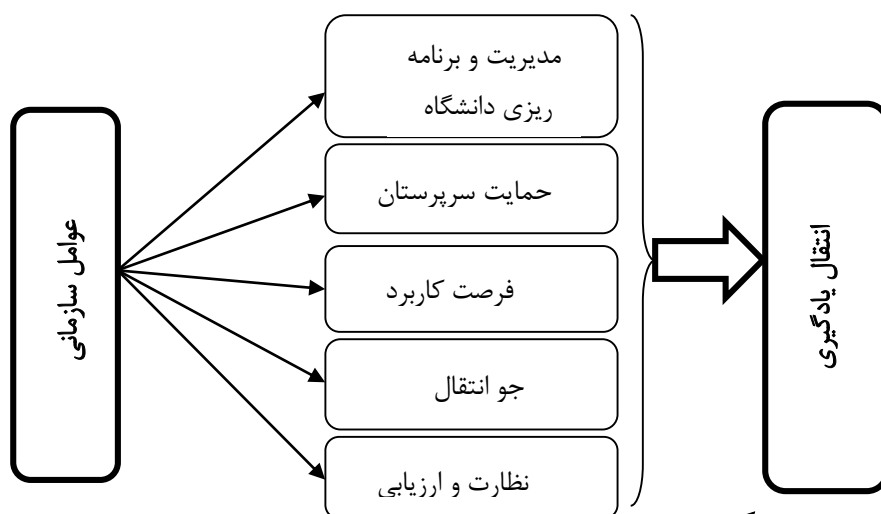 مدیریت و برنامه
ریزی دانشگاه
حمایت سرپرستان
فرصت کاربرد
جو انتقال
نظارت و ارزیابی
عوامل سازمانی
انتقال یادگیری